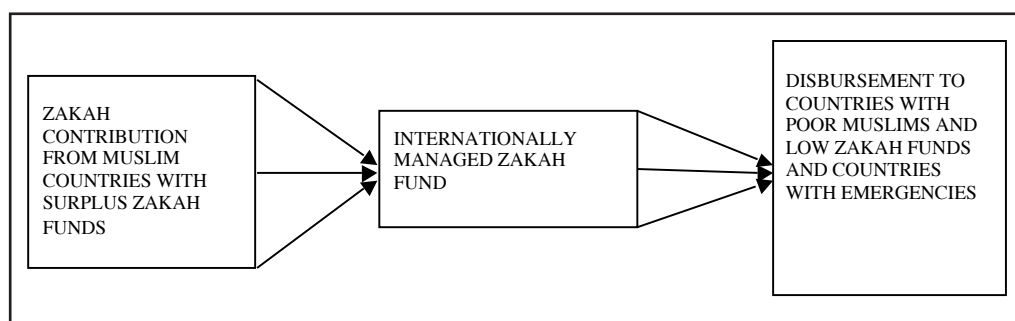 ZAKAH
CONTRIBUTION
FROM MUSLIM
COUNTRIES WITH
SURPLUS ZAKAH
FUNDS
INTERNATIONALLY
MANAGED ZAKAH
FUND
DISBURSEMENT TO
COUNTRIES WITH
POOR MUSLIMS AND
LOW ZAKAH FUNDS
AND COUNTRIES
WITH EMERGENCIES